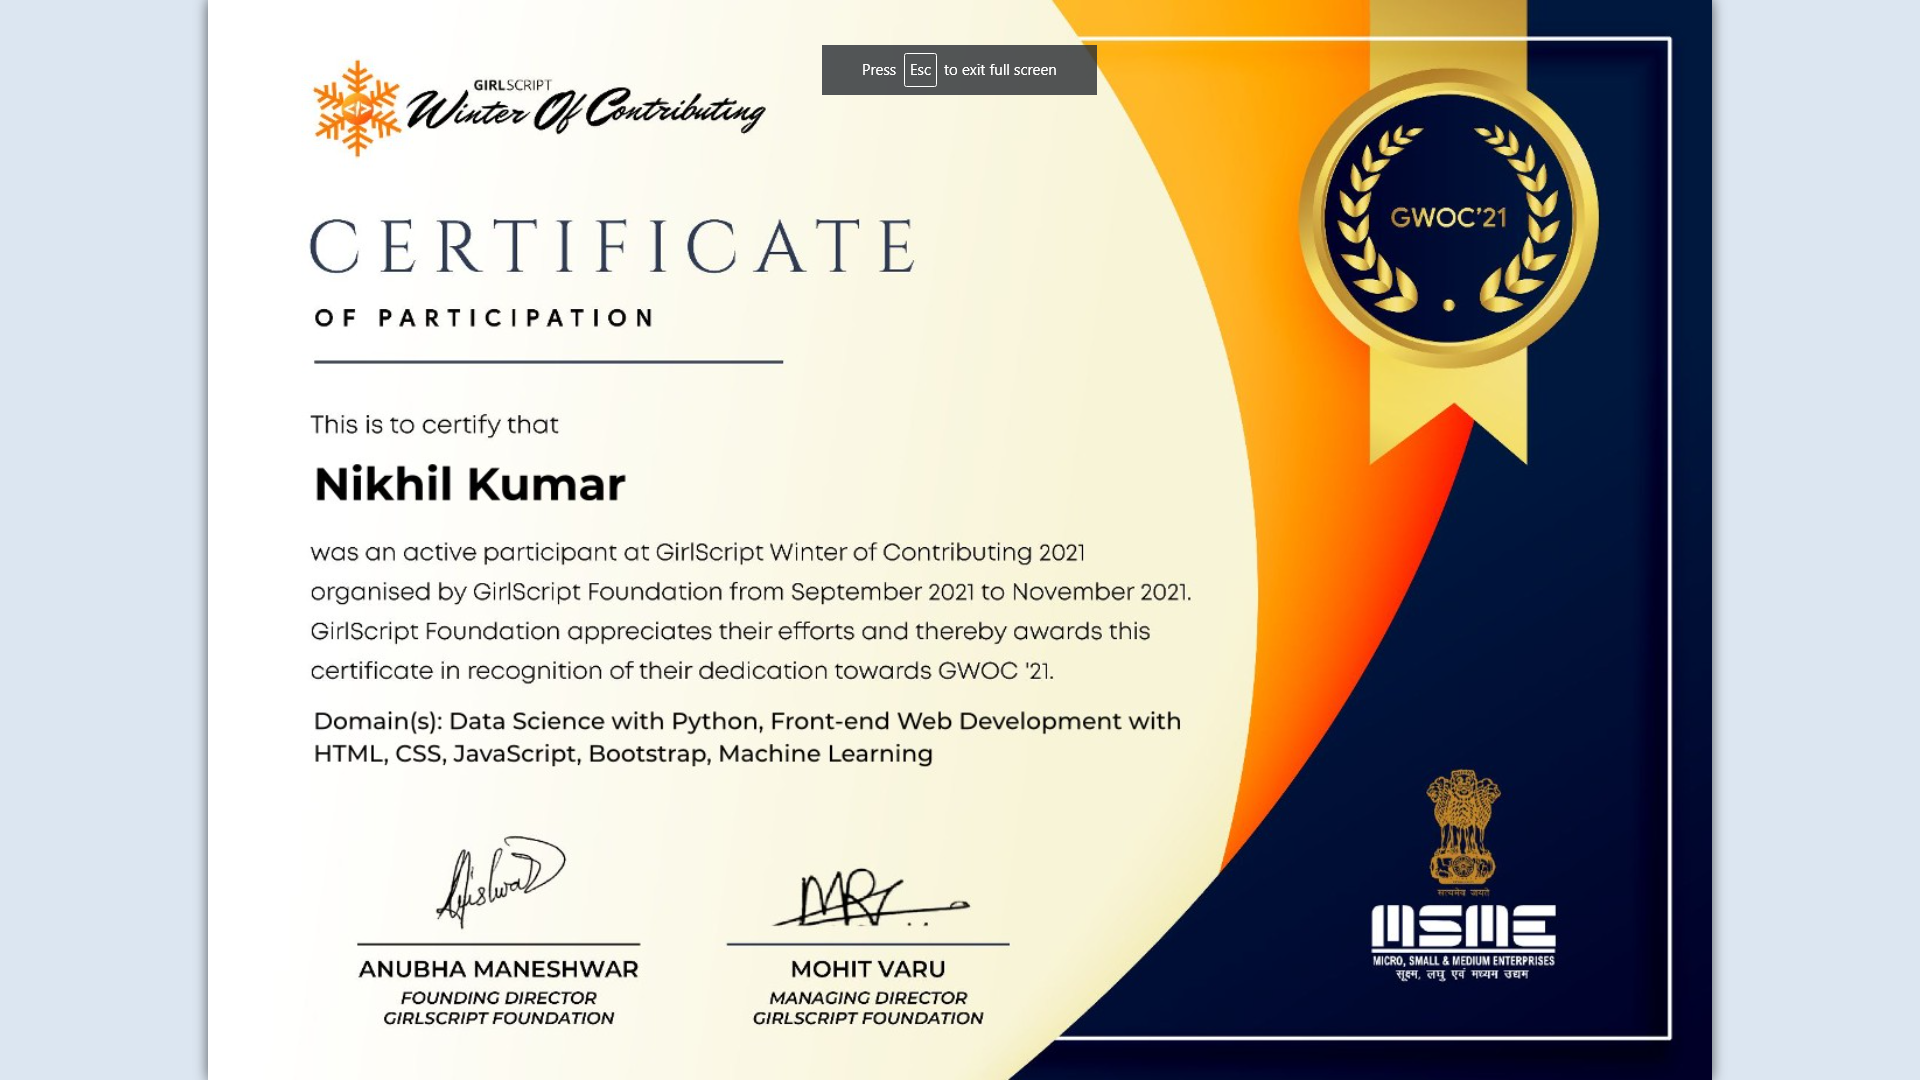 Press Esc to exit full screen
GIRLSCRIPT
Winter Of Contributing
GWOC'21
CERTIFICATE
OF PARTICIPATION
This is to certify that
Nikhil Kumar
was an active participant at GirlScript Winter of Contributing 2021
organised by GirlScript Foundation from September 2021 to November 2021.
GirlScript Foundation appreciates their efforts and thereby awards this
certificate in recognition of their dedication towards GWOC '21.
Domain(s): Data Science with Python, Front-end Web Development with
HTML, CSS, JavaScript, Bootstrap, Machine Learning
ANUBHA MANESHWAR
FOUNDING DIRECTOR
GIRLSCRIPT FOUNDATION
MOHIT VARU
MANAGING DIRECTOR
GIRLSCRIPT FOUNDATION
सत्यमेव जयते
MSME
MICRO, SMALL & MEDIUM ENTERPRISES
सूक्ष्म, लघु एवं मध्यम उद्यम